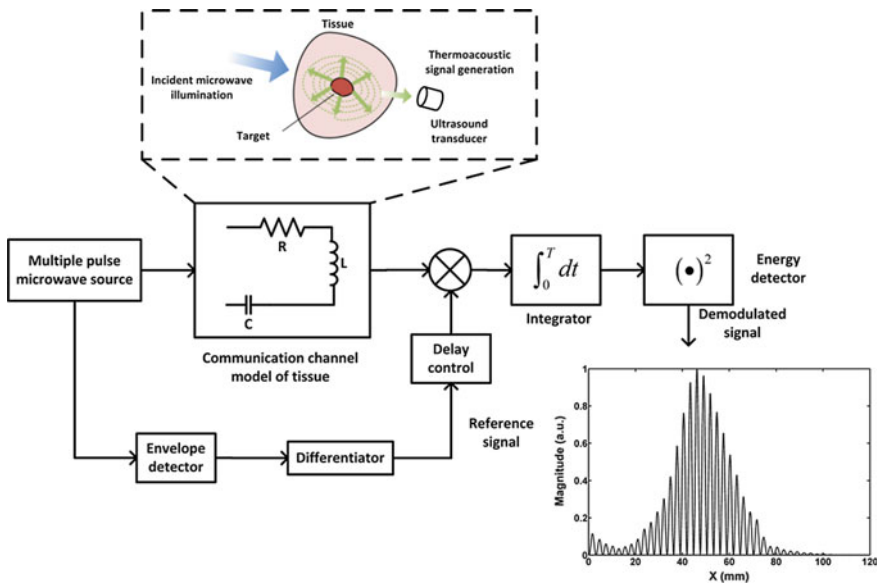 Tissue
Incident microwave
illumination
Thermoacoustic
signal generation
Target
Ultrasound
transducer
Multiple pulse
microwave source
R
L
C
Communication channel
model of tissue
∫₀ᵀ dt
Integrator
(•)²
Energy
detector
Demodulated
signal
Delay
control
Reference
signal
Envelope
detector
Differentiator
Magnitude (a.u.)
1
0.8
0.6
0.4
0.2
0
0 20 40 60 80 100 120
X (mm)